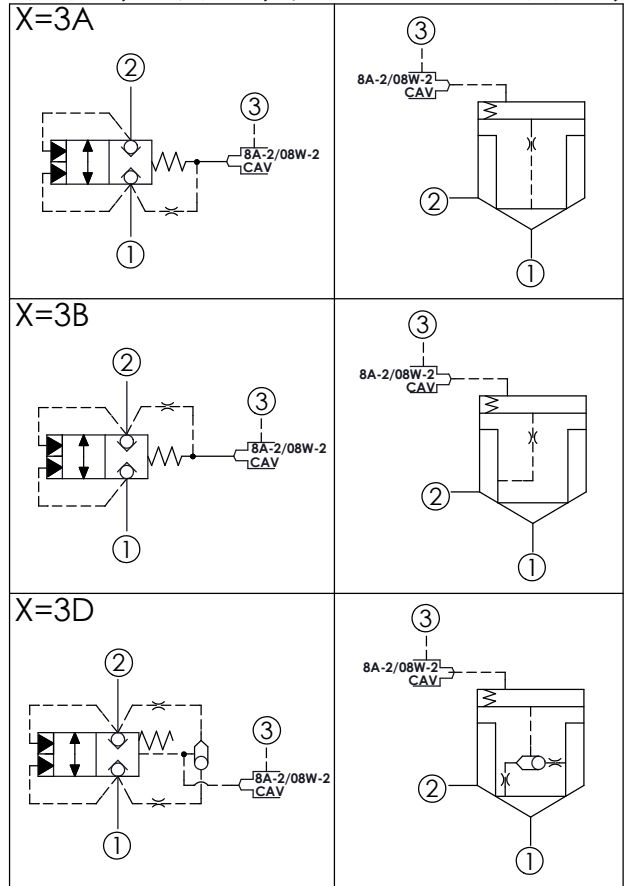 X=3A
②
③
8A-2/08W-2
CAV
①
③
8A-2/08W-2
CAV
②
①
X=3B
②
③
8A-2/08W-2
CAV
①
③
8A-2/08W-2
CAV
②
①
X=3D
②
③
8A-2/08W-2
CAV
①
③
8A-2/08W-2
CAV
②
①